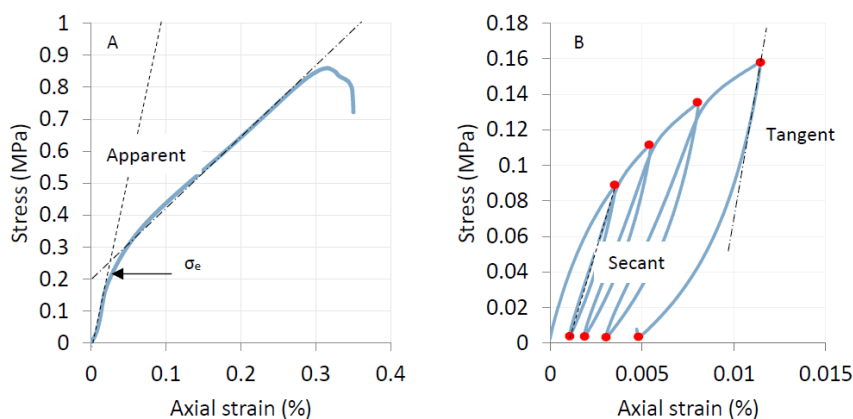 A
Stress (MPa)
1
0.9
0.8
0.7
0.6
0.5
0.4
0.3
0.2
0.1
0
Apparent
σe
0 0.1 0.2 0.3 0.4
Axial strain (%)
B
Stress (MPa)
0.18
0.16
0.14
0.12
0.1
0.08
0.06
0.04
0.02
0
Tangent
Secant
0 0.005 0.01 0.015
Axial strain (%)